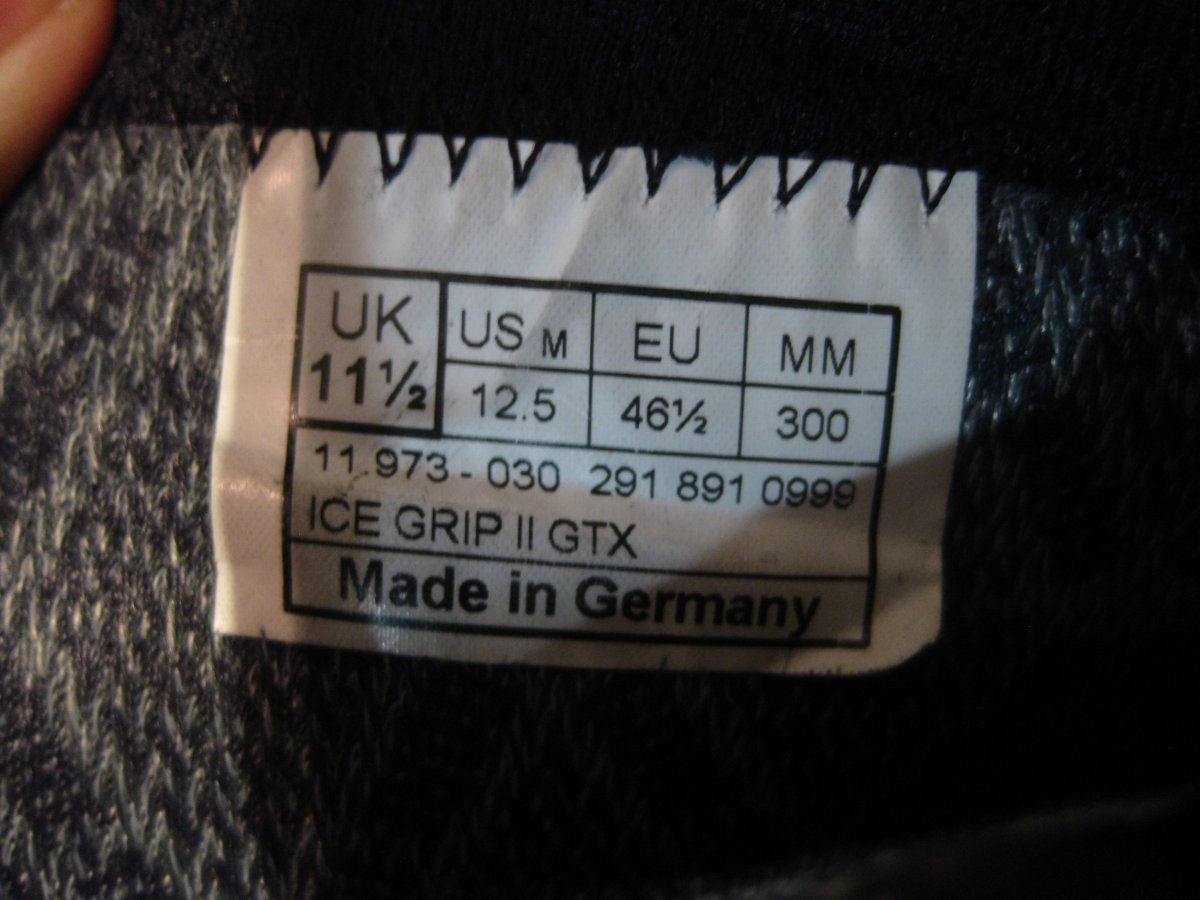 UK US M EU MM
11½ 12.5 46½ 300
11.973 - 030 291 891 0999
ICE GRIP II GTX
Made in Germany